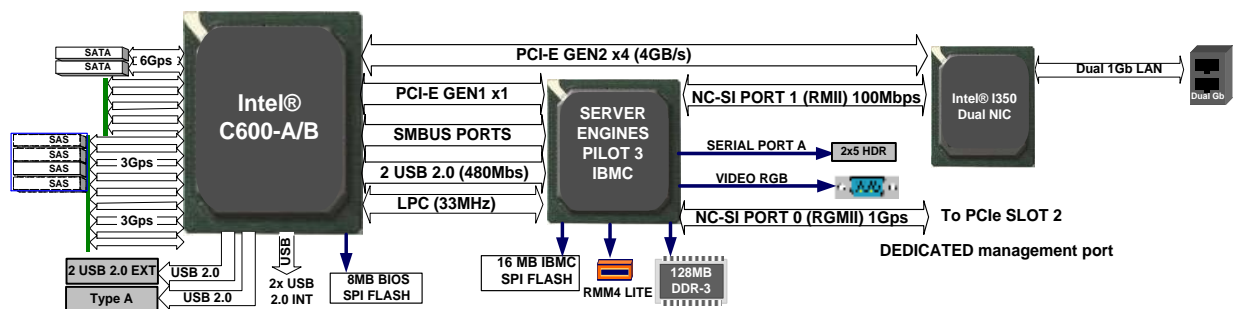 SATA
SATA
6Gps
SAS
SAS
SAS
SAS
3Gps
3Gps
Intel®
C600-A/B
PCI-E GEN2 x4 (4GB/s)
PCI-E GEN1 x1
SMBUS PORTS
2 USB 2.0 (480Mbs)
LPC (33MHz)
SERVER
ENGINES
PILOT 3
IBMC
NC-SI PORT 1 (RMII) 100Mbps
SERIAL PORT A
2x5 HDR
VIDEO RGB
NC-SI PORT 0 (RGMII) 1Gps
To PCIe SLOT 2
DEDICATED management port
Intel® I350
Dual NIC
Dual 1Gb LAN
Dual Gb
2 USB 2.0 EXT
USB 2.0
Type A
USB 2.0
USB
2x USB
2.0 INT
8MB BIOS
SPI FLASH
16 MB IBMC
SPI FLASH
RMM4 LITE
128MB
DDR-3